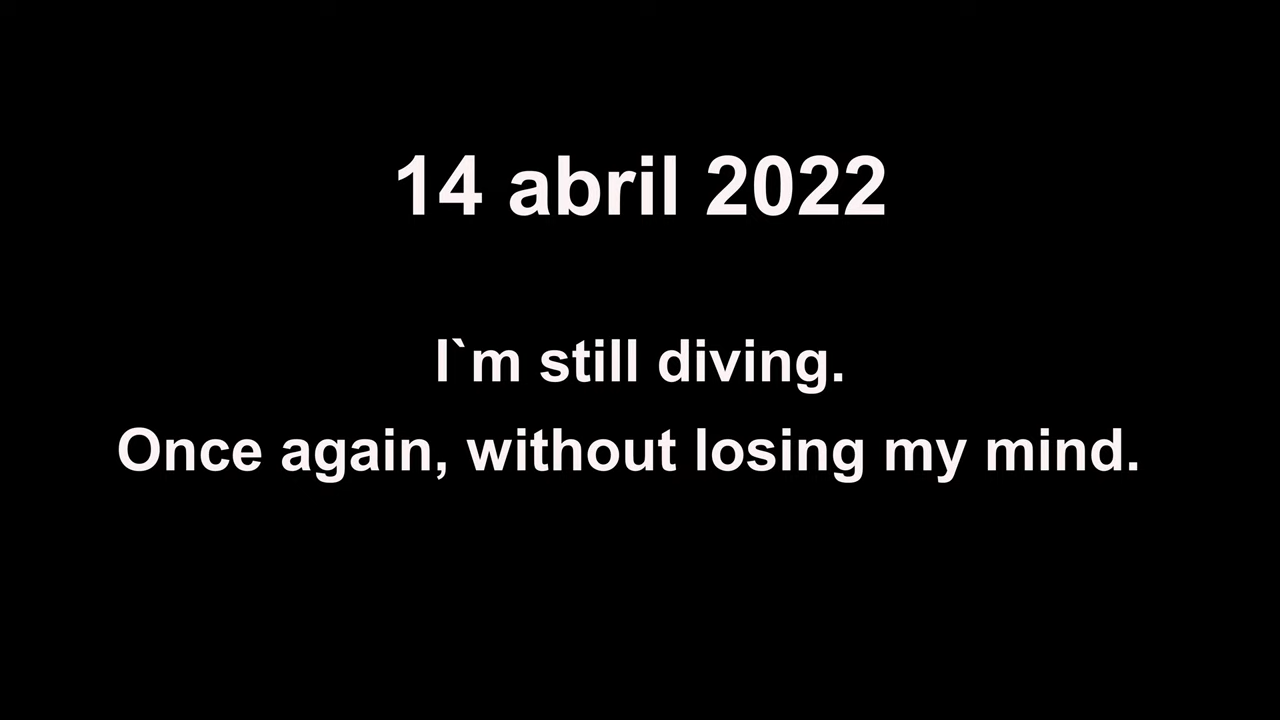 14 abril 2022
I`m still diving.
Once again, without losing my mind.